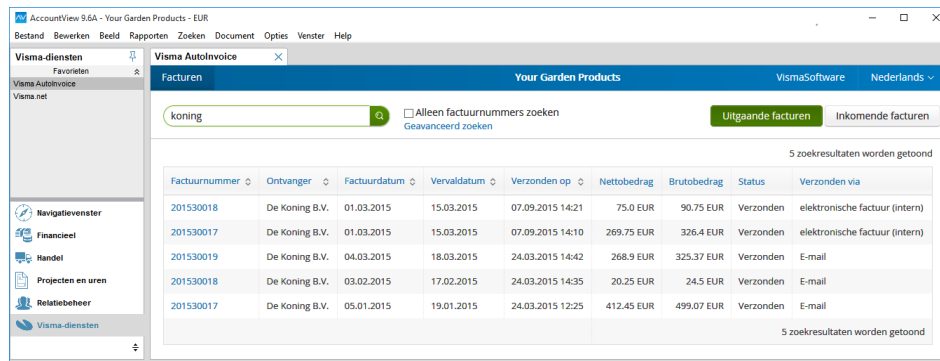 AccountView 9.6A - Your Garden Products - EUR
Bestand Bewerken Beeld Rapporten Zoeken Document Opties Venster Help
Visma-diensten
Favorieten
Visma AutoInvoice
Visma.net
Navigatievenster
Financieel
Handel
Projecten en uren
Relatiebeheer
Visma-diensten
Visma AutoInvoice
Facturen Your Garden Products VismaSoftware Nederlands
koning
Alleen factuurnummers zoeken
Geavanceerd zoeken
Uitgaande facturen Inkomende facturen
5 zoekresultaten worden getoond
Factuurnummer Ontvanger Factuurdatum Vervaldatum Verzonden op Nettobedrag Brutobedrag Status Verzonden via
201530018 De Koning B.V. 01.03.2015 15.03.2015 07.09.2015 14:21 75.0 EUR 90.75 EUR Verzonden elektronische factuur (intern)
201530017 De Koning B.V. 01.03.2015 15.03.2015 07.09.2015 14:10 269.75 EUR 326.4 EUR Verzonden elektronische factuur (intern)
201530019 De Koning B.V. 04.03.2015 18.03.2015 24.03.2015 14:42 268.9 EUR 325.37 EUR Verzonden E-mail
201530018 De Koning B.V. 03.02.2015 17.02.2015 24.03.2015 14:35 20.25 EUR 24.5 EUR Verzonden E-mail
201530017 De Koning B.V. 05.01.2015 19.01.2015 24.03.2015 12:25 412.45 EUR 499.07 EUR Verzonden E-mail
5 zoekresultaten worden getoond